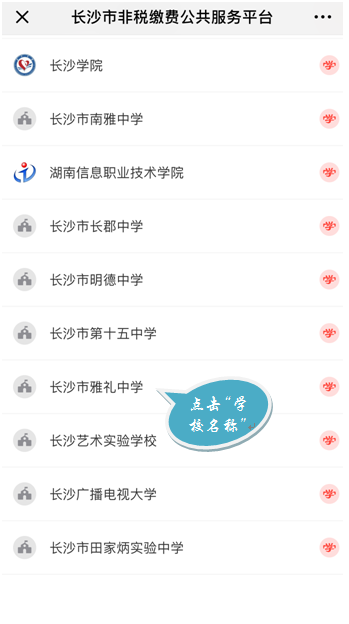 长沙市非税缴费公共服务平台
长沙学院 学
长沙市南雅中学 学
湖南信息职业技术学院 学
长沙市长郡中学 学
长沙市明德中学 学
长沙市第十五中学 学
长沙市雅礼中学 学
点击“学
校名称”
长沙艺术实验学校 学
长沙广播电视大学 学
长沙市田家炳实验中学 学